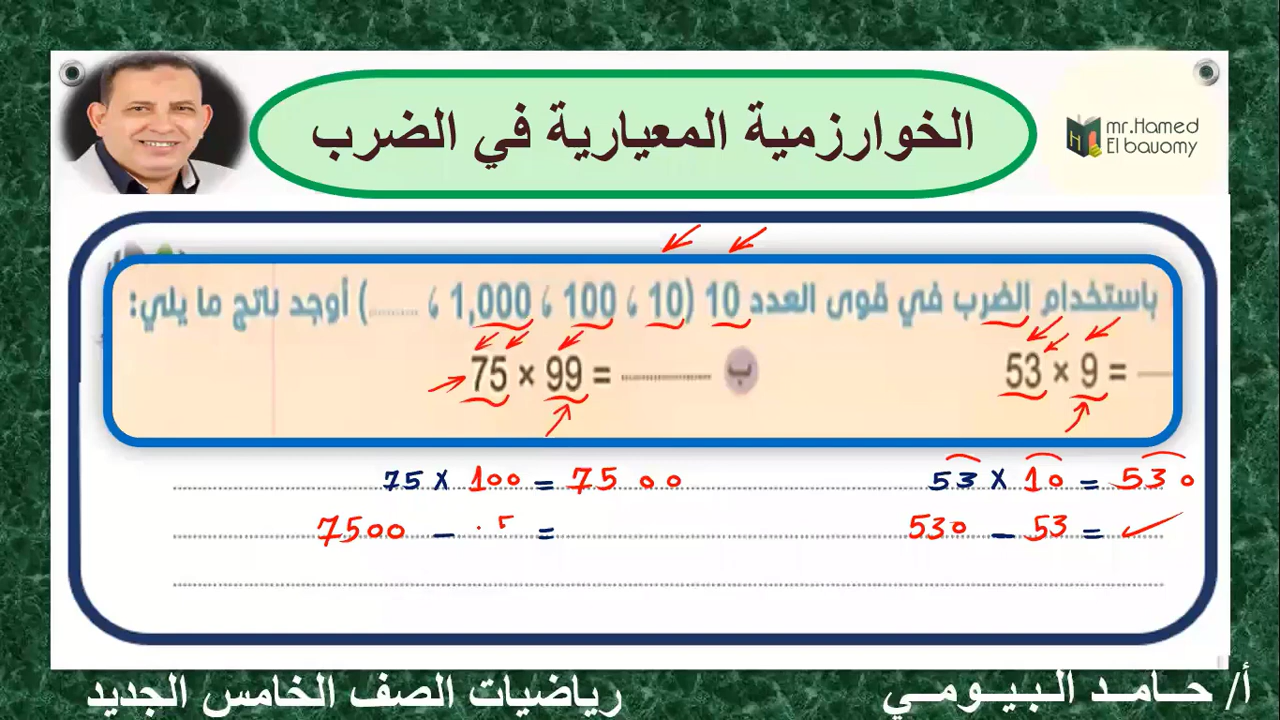 الخوارزمية المعيارية في الضرب
mr.Hamed
El bauomy
باستخدام الضرب في قوى العدد 10 (10 ، 100 ، 1,000 ، ........) أوجد ناتج ما يلي:
53 × 9 =
ب 75 × 99 = ............
53 × 10 = 530
75 × 100 = 7500
530 – 53 =
7500 – =
أ/ حامد البيومي
رياضيات الصف الخامس الجديد